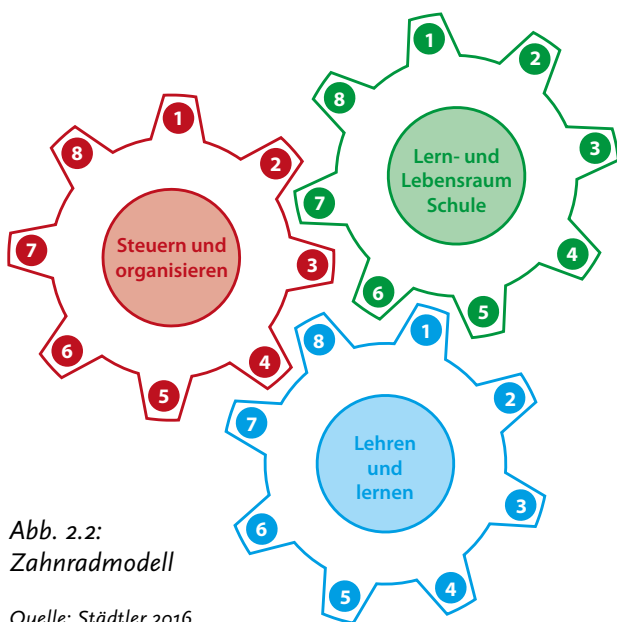 1
2
3
4
5
6
7
8
Lern- und
Lebensraum
Schule
1
2
3
4
5
6
7
8
Steuern und
organisieren
1
2
3
4
5
6
7
8
Lehren
und
lernen
Abb. 2.2:
Zahnradmodell
Quelle: Städtler 2016